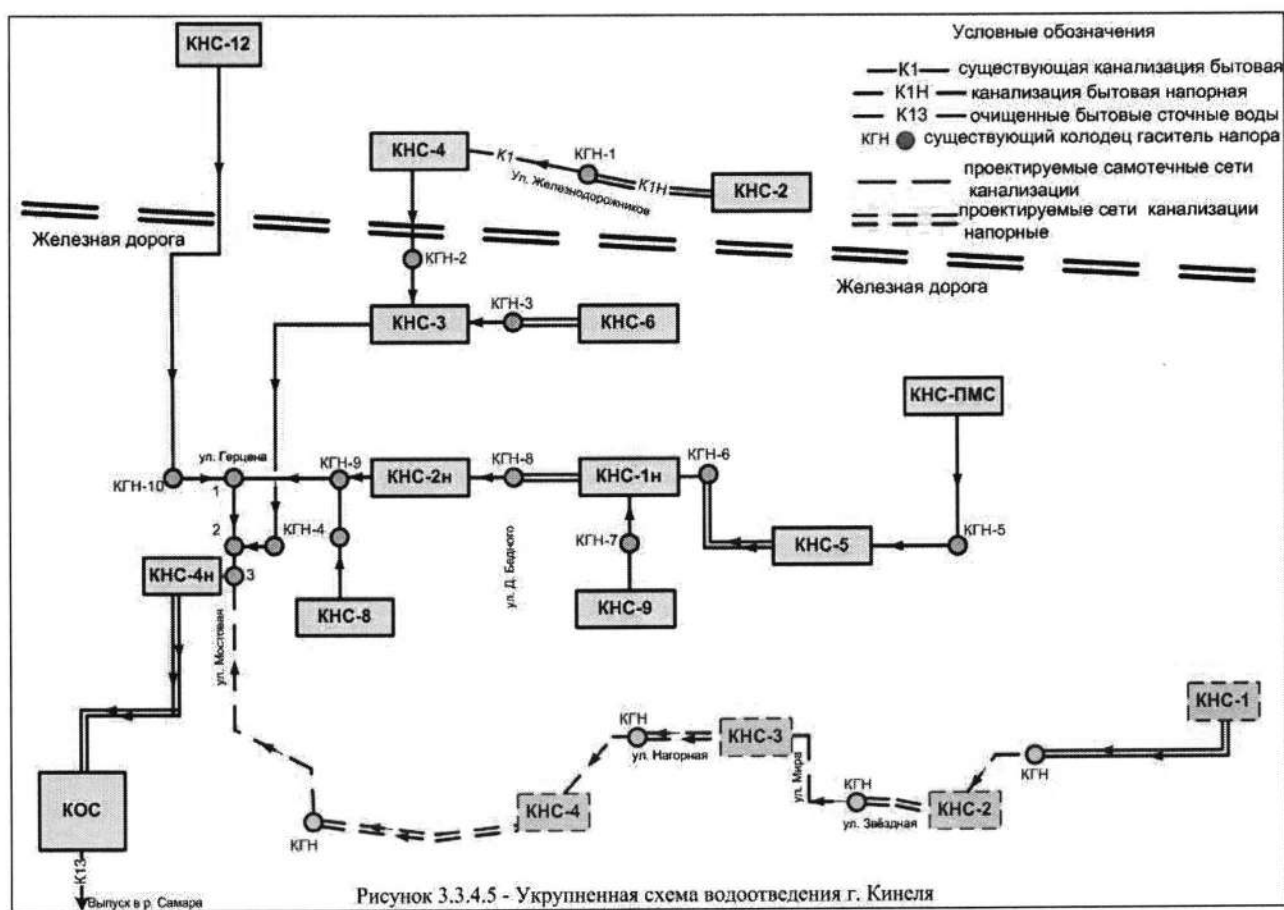 КНС-12
Условные обозначения
К1 существующая канализация бытовая
К1Н канализация бытовая напорная
К13 очищенные бытовые сточные воды
КГН существующий колодец гаситель напора
проектируемые самотечные сети
канализации
проектируемые сети канализации
напорные
КНС-4
К1
КГН-1
К1Н
КНС-2
Ул. Железнодорожников
Железная дорога
КГН-2
Железная дорога
КГН-3
КНС-3
КНС-6
КНС-ПМС
ул. Герцена
КГН-9
КНС-2н
КГН-8
КНС-1н
КГН-6
КГН-10
1
2
КГН-4
КГН-7
КНС-5
КГН-5
КНС-4н
3
КНС-8
ул. Д. Бедного
КНС-9
ул. Мостовая
КНС-1
КГН
КНС-3
ул. Нагорная
ул. Мира
КГН
КГН
КНС-2
КОС
КНС-4
ул. Звёздная
КГН
К13
Выпуск в р. Самара
Рисунок 3.3.4.5 - Укрупненная схема водоотведения г. Кинеля